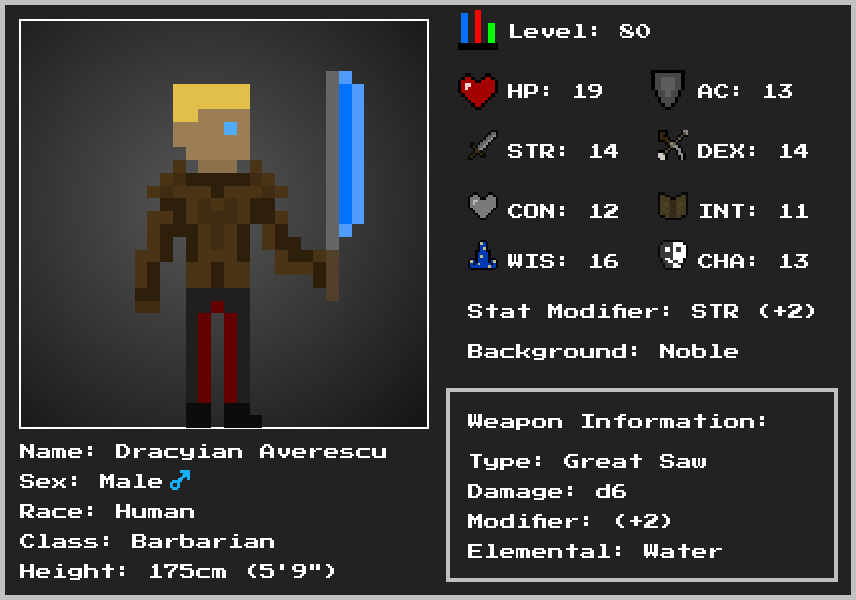 Level: 80
HP: 19 AC: 13
STR: 14 DEX: 14
CON: 12 INT: 11
WIS: 16 CHA: 13
Stat Modifier: STR (+2)
Background: Noble
Weapon Information:
Type: Great Saw
Damage: d6
Modifier: (+2)
Elemental: Water
Name: Dracyian Averescu
Sex: Male♂
Race: Human
Class: Barbarian
Height: 175cm (5'9")